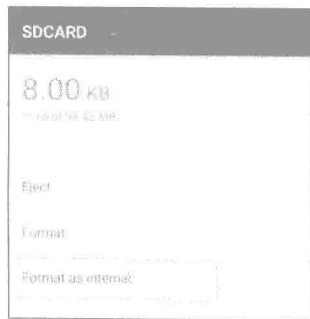 SDCARD
8.00 KB
Eject
Format
Format as internal